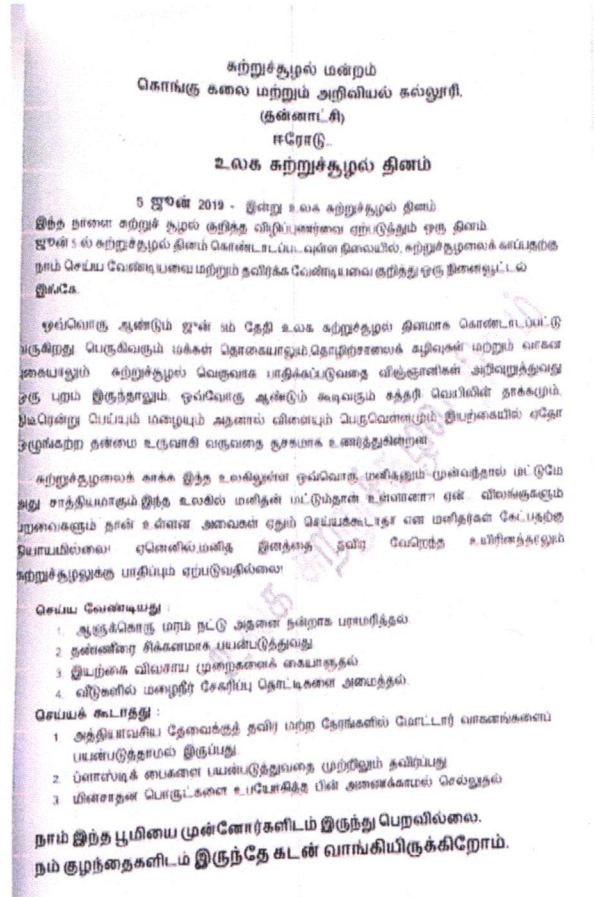 சுற்றுச்சூழல் மன்றம்
கொங்கு கலை மற்றும் அறிவியல் கல்லூரி,
(தன்னாட்சி)
ஈரோடு..
உலக சுற்றுச்சூழல் தினம்
5 ஜூன் 2019 - இன்று உலக சுற்றுச்சூழல் தினம்
இந்த நாளை சுற்றுச் சூழல் குறித்த விழிப்புணர்வை ஏற்படுத்தும் ஒரு தினம்.
ஜூன் 5 ல் சுற்றுச்சூழல் தினம் கொண்டாடப்படவுள்ள நிலையில், சுற்றுச்சூழலைக் காப்பதற்கு
நாம் செய்ய வேண்டியவை மற்றும் தவிர்க்க வேண்டியவை குறித்து ஒரு நினைவூட்டல்
இங்கே.
ஒவ்வொரு ஆண்டும் ஜுன் 5ம் தேதி உலக சுற்றுச்சூழல் தினமாக கொண்டாடப்பட்டு
வருகிறது பெருகிவரும் மக்கள் தொகையாலும்,தொழிற்சாலைக் கழிவுகள் மற்றும் வாகன
புகையாலும் சுற்றுச்சூழல் வெகுவாக பாதிக்கப்படுவதை விஞ்ஞானிகள் அறிவுறுத்துவது
ஒரு புறம் இருந்தாலும், ஒவ்வோரு ஆண்டும் கூடிவரும் சுத்தரி வெயிலின் தாக்கமும்,
திடீரென்று பெய்யும் மழையும் அதனால் விளையும் பெருவெள்ளமும் இயற்கையில் ஏதோ
ஒழுங்கற்ற தன்மை உருவாகி வருவதை சூசகமாக உணர்த்துகின்றன
சுற்றுச்சூழலைக் காக்க இந்த உலகிலுள்ள ஒவ்வொரு மனிதனும் முன்வந்தால் மட்டுமே
அது சாத்தியமாகும் இந்த உலகில் மனிதன் மட்டும்தான் உள்ளானா? ஏன்.. விலங்குகளும்
பறவைகளும் தான் உள்ளன அவைகள் ஏதும் செய்யக்கூடாதா என மனிதர்கள் கேட்பதற்கு
நியாயமில்லை! ஏனெனில்,மனித இனத்தை தவிர வேறெந்த உயிரினத்தாலும்
சுற்றுச்சூழலுக்கு பாதிப்பும் ஏற்படுவதில்லை!
செய்ய வேண்டியது :
1. ஆளுக்கொரு மரம் நட்டு அதனை நன்றாக பராமரித்தல்
2. தண்ணீரை சிக்கனமாக பயன்படுத்துவது
3. இயற்கை விவசாய முறைகளைக் கையாளுதல்
4. வீடுகளில் மழைநீர் சேகரிப்பு தொட்டிகளை அமைத்தல்.
செய்யக் கூடாதது :
1. அத்தியாவசிய தேவைக்குத் தவிர மற்ற நேரங்களில் மோட்டார் வாகனங்களைப்
பயன்படுத்தாமல் இருப்பது.
2. ப்ளாஸ்டிக் பைகளை பயன்படுத்துவதை முற்றிலும் தவிர்ப்பது
3. மின்சாதன பொருட்களை உபயோகித்த பின் அணைக்காமல் செல்லுதல்
நாம் இந்த பூமியை முன்னோர்களிடம் இருந்து பெறவில்லை.
நம் குழந்தைகளிடம் இருந்தே கடன் வாங்கியிருக்கிறோம்.